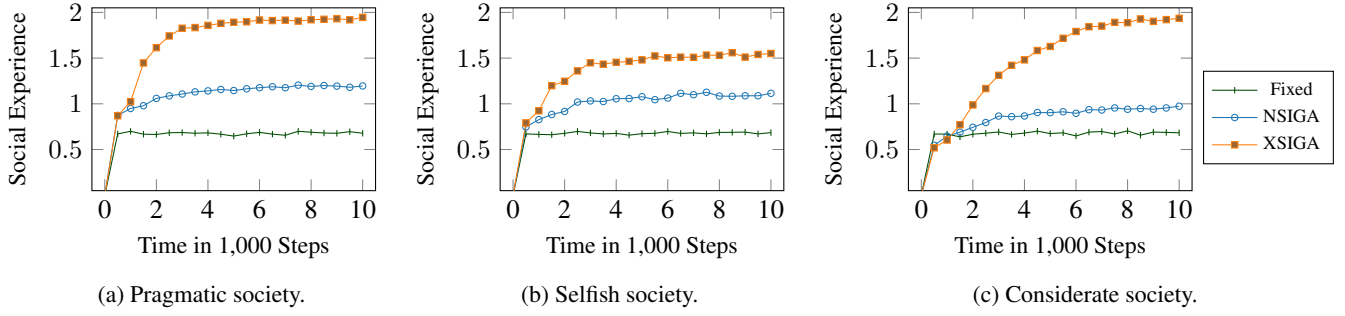 Social Experience
2
1.5
1
0.5
0 2 4 6 8 10
Time in 1,000 Steps
(a) Pragmatic society.
Social Experience
2
1.5
1
0.5
0 2 4 6 8 10
Time in 1,000 Steps
(b) Selfish society.
Social Experience
2
1.5
1
0.5
0 2 4 6 8 10
Time in 1,000 Steps
(c) Considerate society.
Fixed
NSIGA
XSIGA